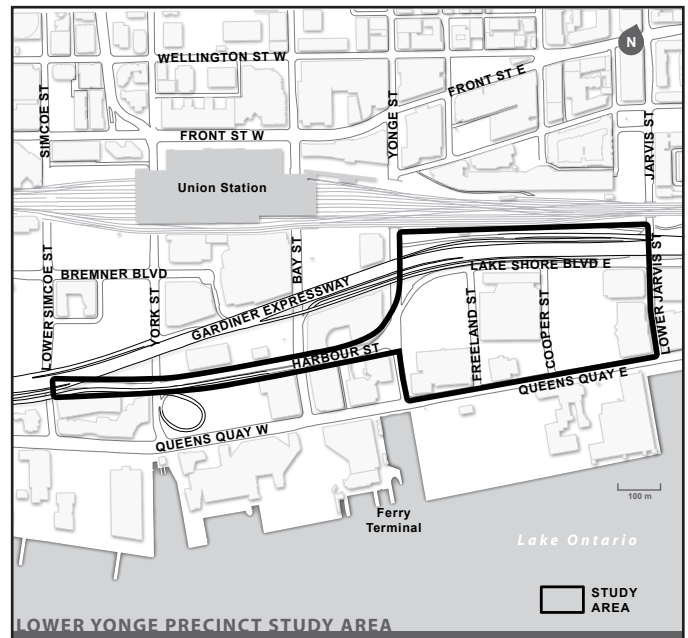 WELLINGTON ST W
N
FRONT ST E
SIMCOE ST
YONGE ST
JARVIS ST
FRONT ST W
Union Station
BAY ST
LOWER SIMCOE ST
BREMNER BLVD
YORK ST
GARDINER EXPRESSWAY
LAKE SHORE BLVD E
LOWER JARVIS ST
HARBOUR ST
FREELAND ST
COOPER ST
QUEENS QUAY E
QUEENS QUAY W
100 m
Ferry
Terminal
Lake Ontario
STUDY
AREA
LOWER YONGE PRECINCT STUDY AREA